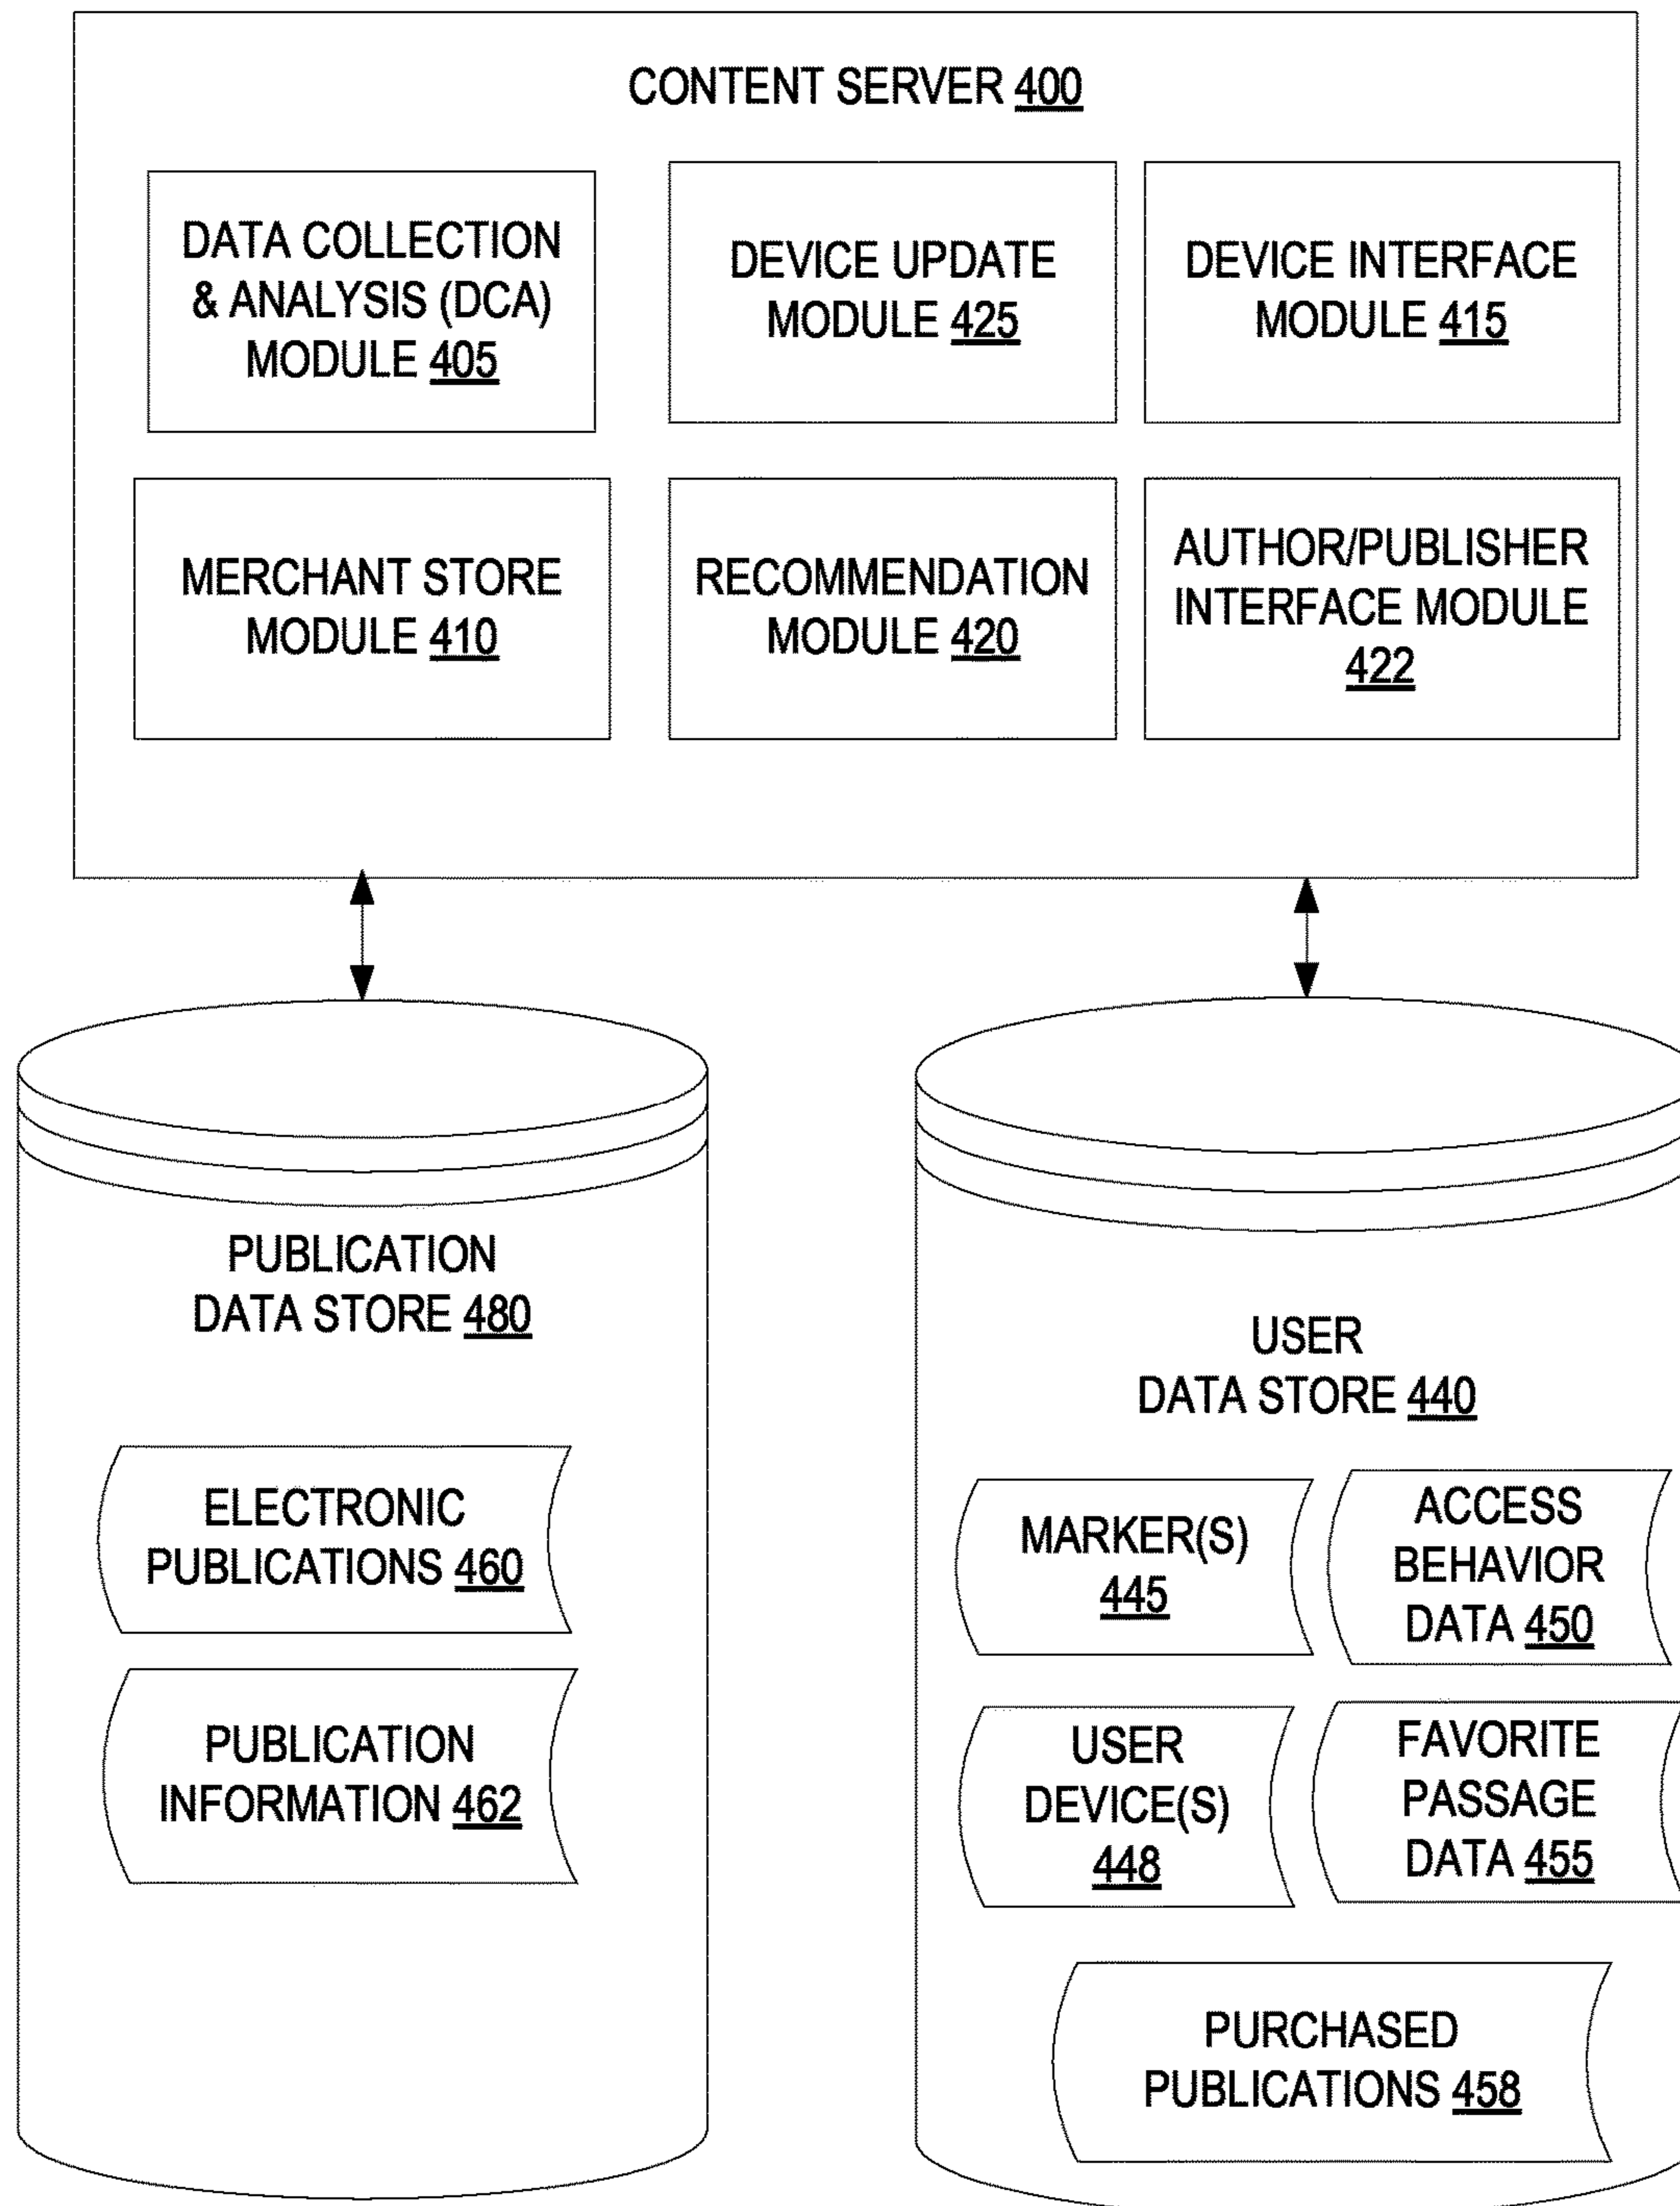 CONTENT SERVER 400
DATA COLLECTION
& ANALYSIS (DCA)
MODULE 405
DEVICE UPDATE
MODULE 425
DEVICE INTERFACE
MODULE 415
MERCHANT STORE
MODULE 410
RECOMMENDATION
MODULE 420
AUTHOR/PUBLISHER
INTERFACE MODULE
422
PUBLICATION
DATA STORE 480
ELECTRONIC
PUBLICATIONS 460
PUBLICATION
INFORMATION 462
USER
DATA STORE 440
MARKER(S)
445
ACCESS
BEHAVIOR
DATA 450
USER
DEVICE(S)
448
FAVORITE
PASSAGE
DATA 455
PURCHASED
PUBLICATIONS 458